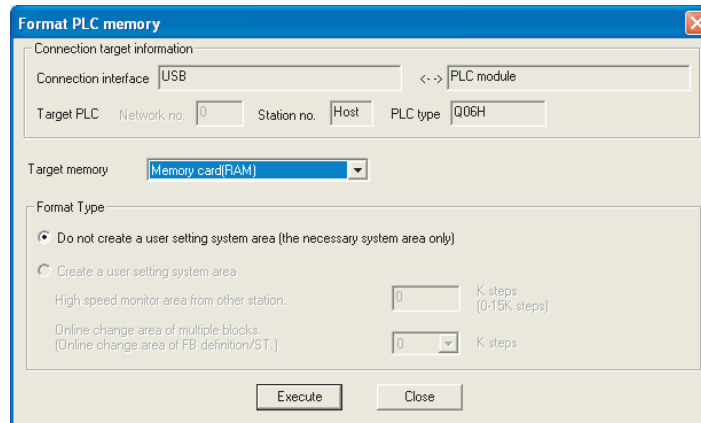 Format PLC memory
Connection target information
Connection interface USB <--> PLC module
Target PLC Network no. 0 Station no. Host PLC type Q06H
Target memory Memory card(RAM)
Format Type
Do not create a user setting system area (the necessary system area only)
Create a user setting system area
High speed monitor area from other station. 0 K steps
(0-15K steps)
Online change area of multiple blocks.
(Online change area of FB definition/ST.) 0 K steps
Execute Close